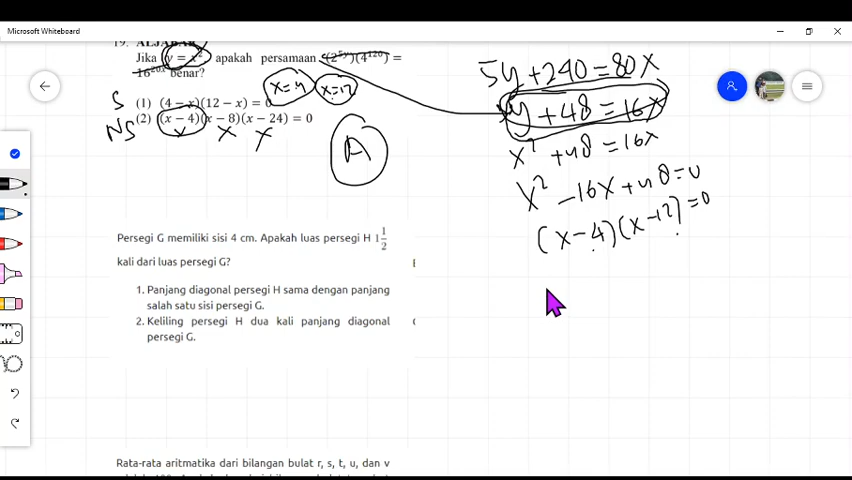 Microsoft Whiteboard
19. ALJABAR
Jika y = x², apakah persamaan (2^{5y})(4^{120}) =
16^{20x} benar?
x=4 x=12
S (1) (4 − x)(12 − x) = 0
NS (2) (x − 4)(x − 8)(x − 24) = 0
x x x
A
5y+240=80x
y+48=16x
x² +48=16x
x² −16x+48=0
(x−4)(x−12)=0
Persegi G memiliki sisi 4 cm. Apakah luas persegi H 1 1/2
kali dari luas persegi G?
1. Panjang diagonal persegi H sama dengan panjang
salah satu sisi persegi G.
2. Keliling persegi H dua kali panjang diagonal
persegi G.
Rata-rata aritmatika dari bilangan bulat r, s, t, u, dan v